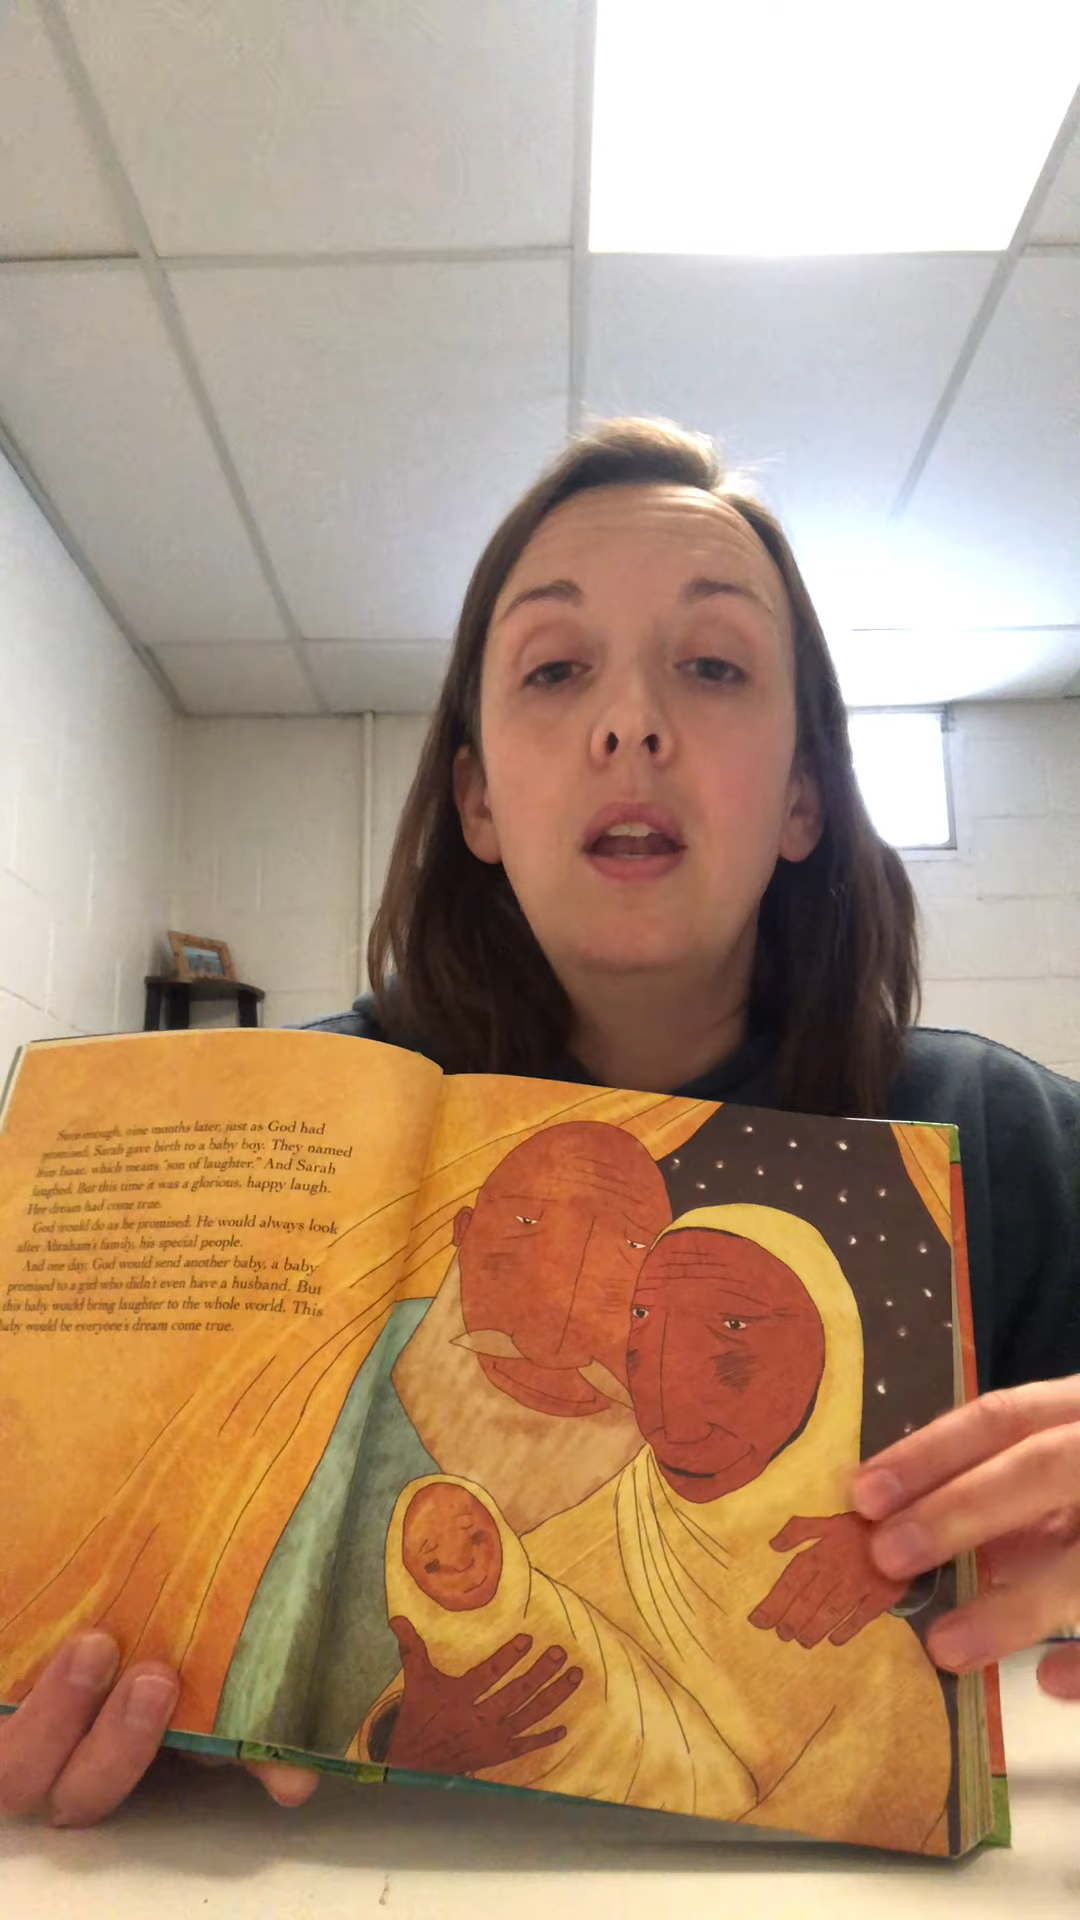 Sure enough, nine months later, just as God had
promised, Sarah gave birth to a baby boy. They named
him Isaac, which means "son of laughter." And Sarah
laughed. But this time it was a glorious, happy laugh.
Her dream had come true.
God would do as he promised. He would always look
after Abraham's family, his special people.
And one day, God would send another baby, a baby
promised to a girl who didn't even have a husband. But
this baby would bring laughter to the whole world. This
baby would be everyone's dream come true.